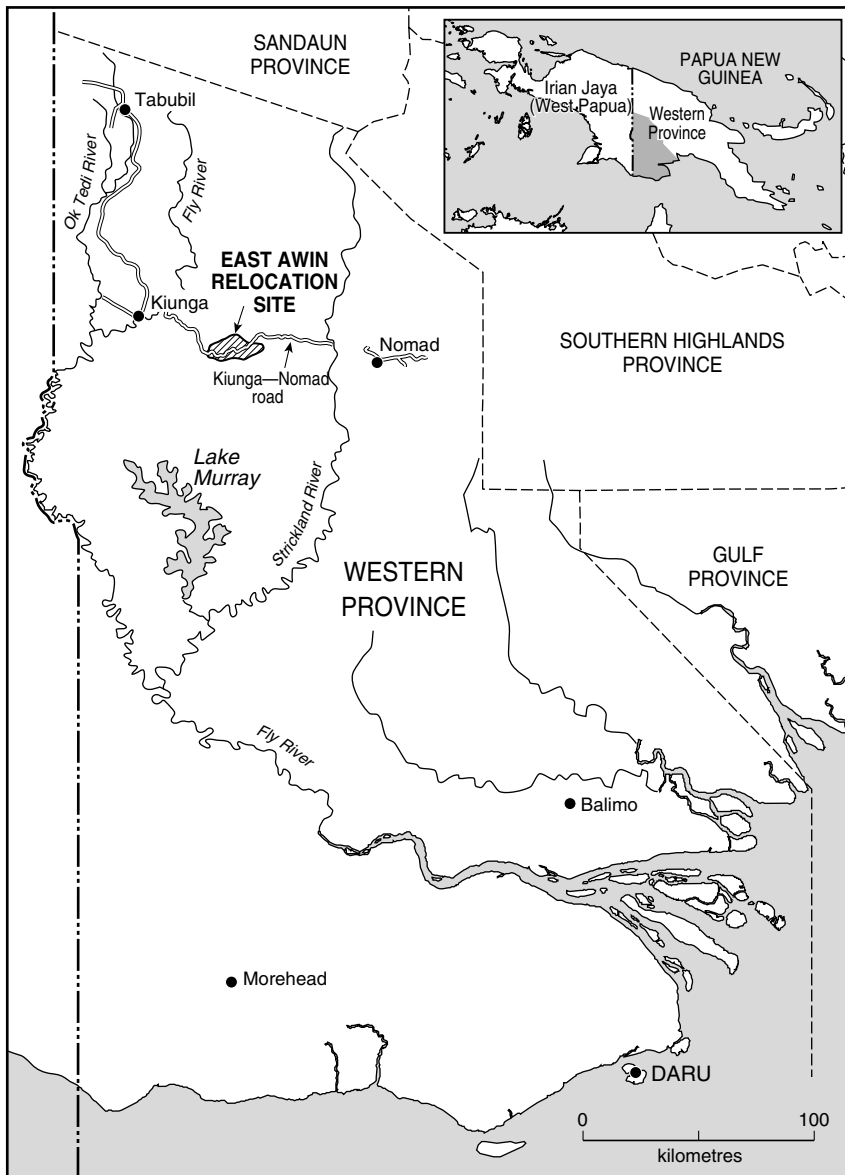 SANDAUN
PROVINCE
PAPUA NEW
GUINEA
Irian Jaya
(West Papua)
Western
Province
Tabubil
Ok Tedi River
Fly River
EAST AWIN
RELOCATION
SITE
Kiunga
Nomad
Kiunga—Nomad
road
SOUTHERN HIGHLANDS
PROVINCE
Lake
Murray
Strickland River
WESTERN
PROVINCE
GULF
PROVINCE
Fly River
Balimo
Morehead
DARU
0 100
kilometres